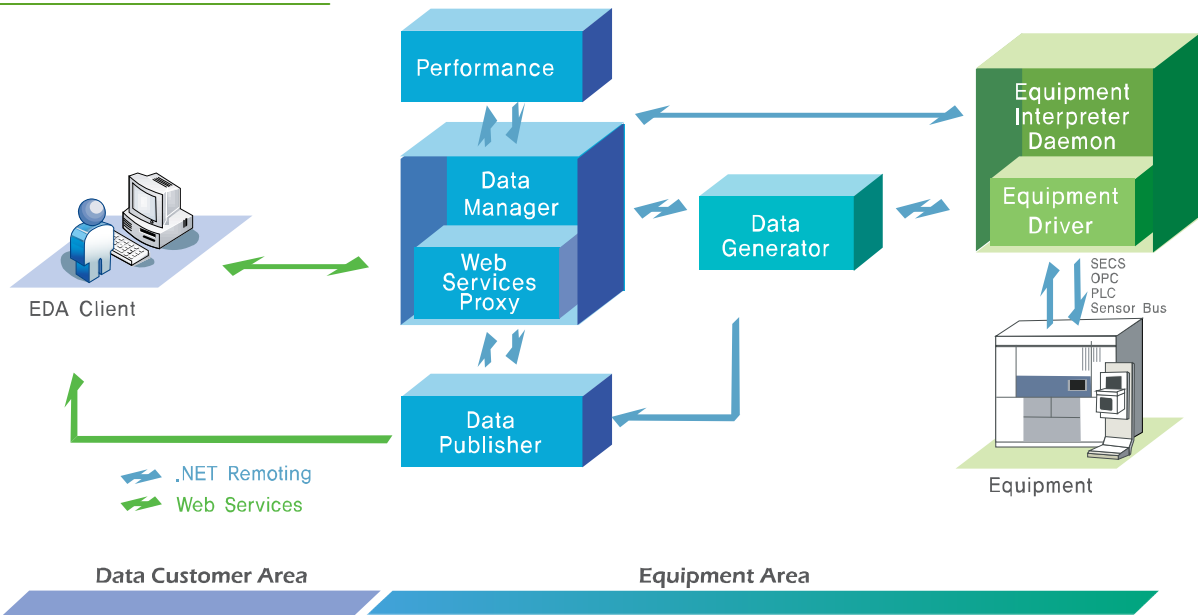 Performance
Data
Manager
Web
Services
Proxy
Data
Generator
Equipment
Interpreter
Daemon
Equipment
Driver
SECS
OPC
PLC
Sensor Bus
EDA Client
Data
Publisher
.NET Remoting
Web Services
Equipment
Data Customer Area
Equipment Area